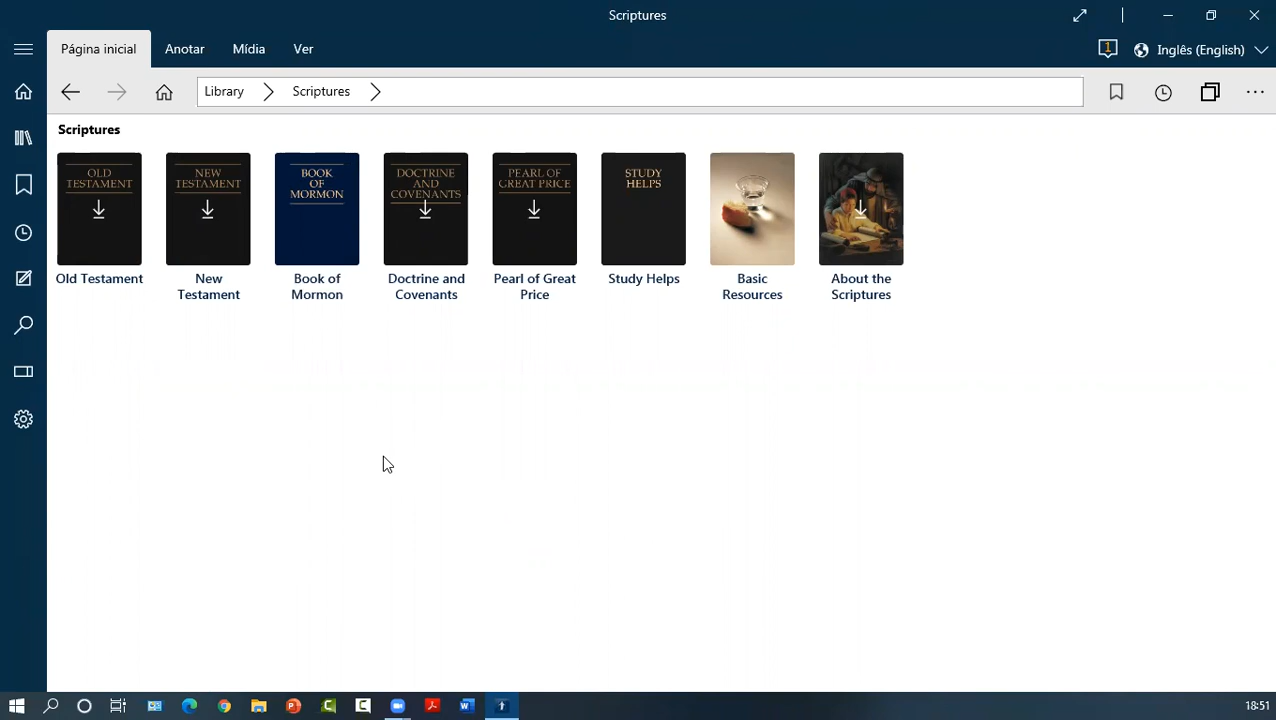 Scriptures
Página inicial
Anotar
Mídia
Ver
1
Inglês (English)
Library
Scriptures
Scriptures
OLD
TESTAMENT
NEW
TESTAMENT
BOOK
OF
MORMON
DOCTRINE
AND
COVENANTS
PEARL OF
GREAT PRICE
STUDY
HELPS
Old Testament
New
Testament
Book of
Mormon
Doctrine and
Covenants
Pearl of Great
Price
Study Helps
Basic
Resources
About the
Scriptures
18:51